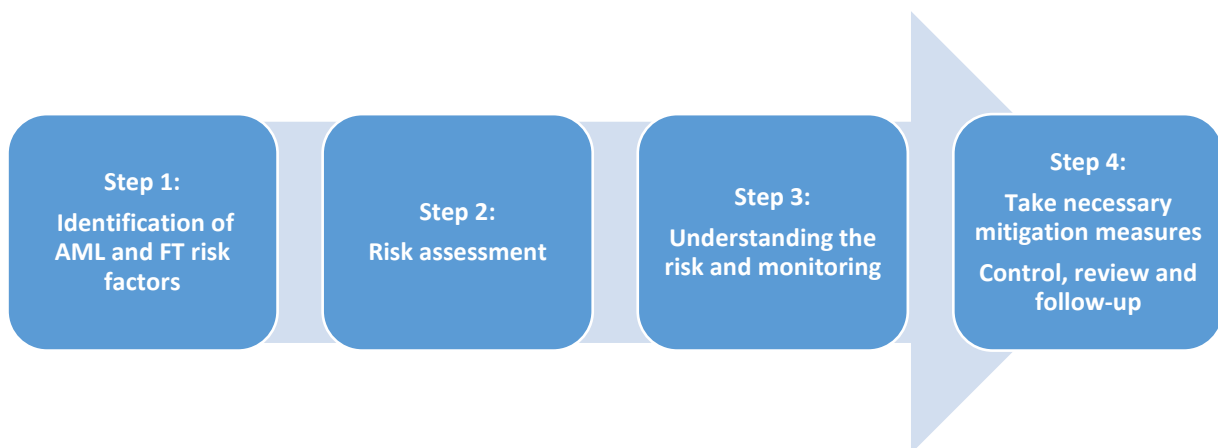 Step 1:
Identification of
AML and FT risk
factors
Step 2:
Risk assessment
Step 3:
Understanding the
risk and monitoring
Step 4:
Take necessary
mitigation measures
Control, review and
follow-up